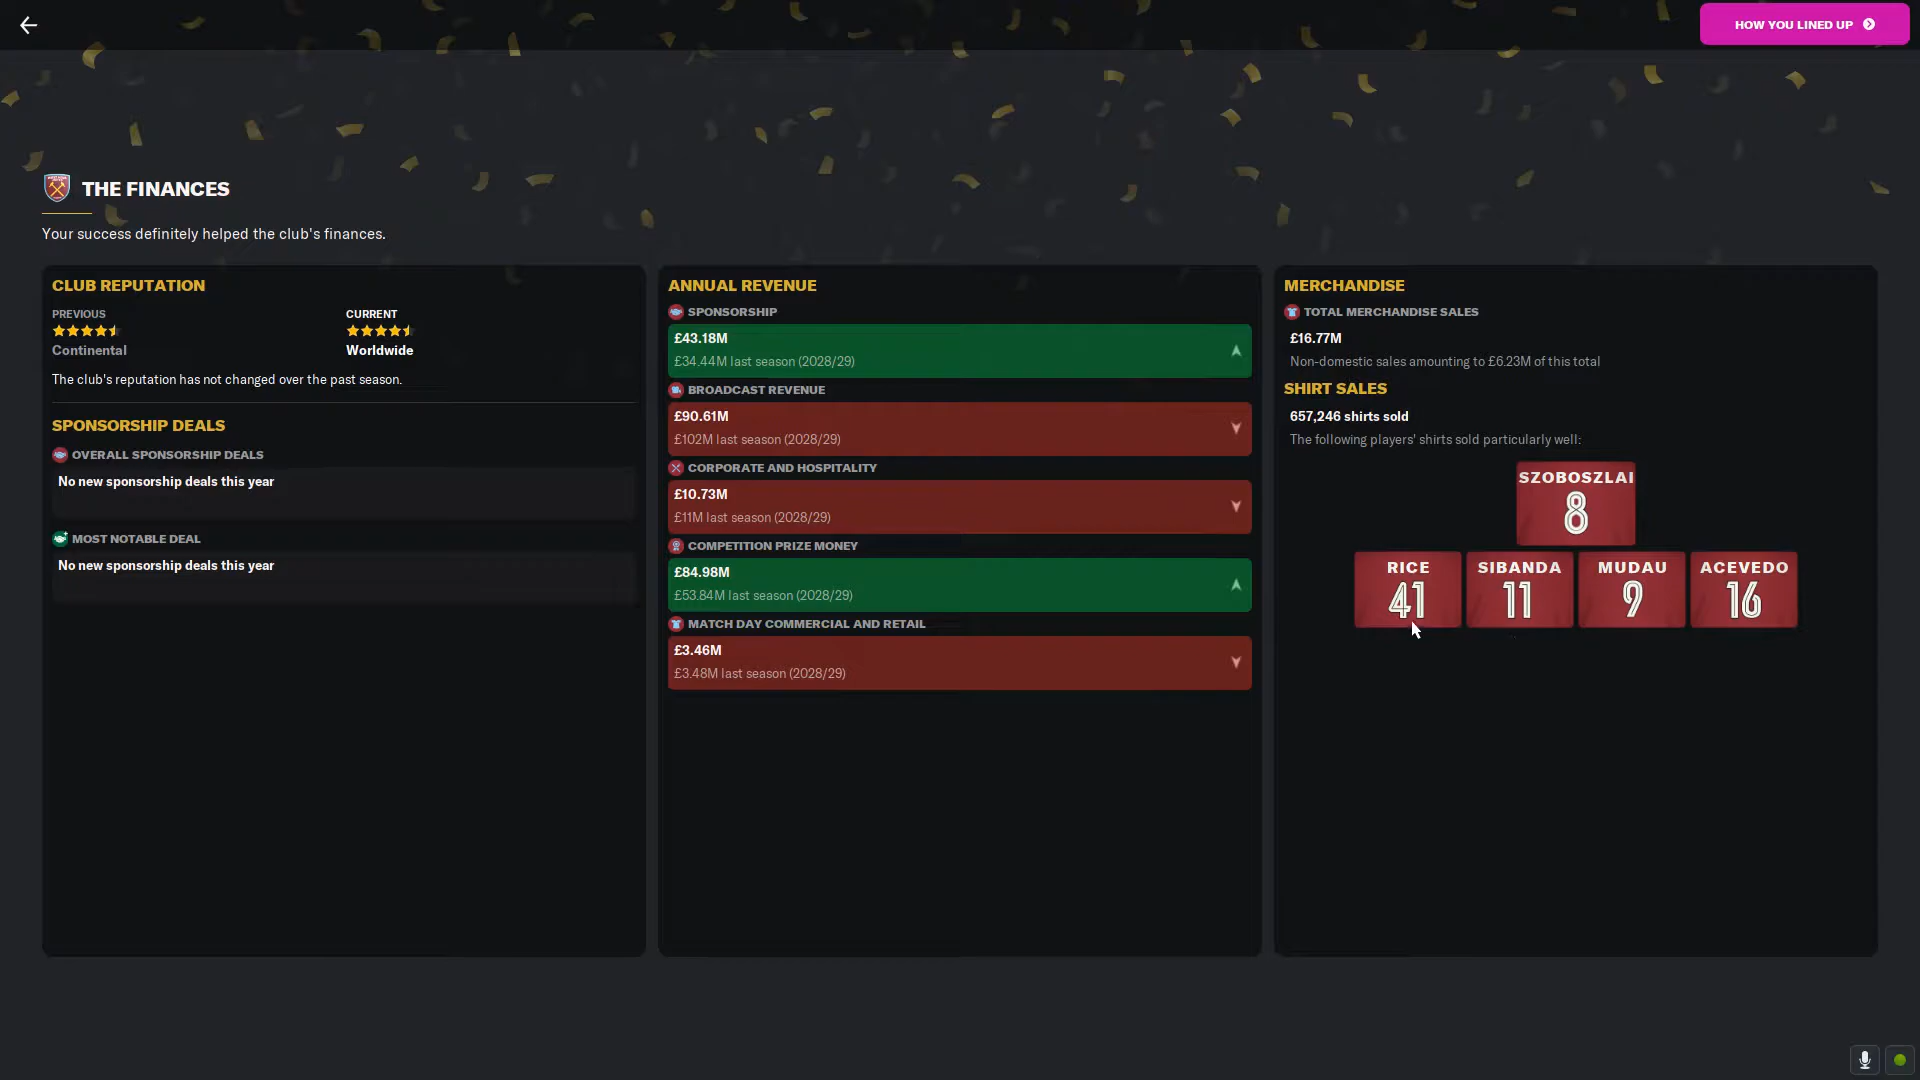 HOW YOU LINED UP
THE FINANCES
Your success definitely helped the club's finances.
CLUB REPUTATION
PREVIOUS
CURRENT
Continental
Worldwide
The club's reputation has not changed over the past season.
SPONSORSHIP DEALS
OVERALL SPONSORSHIP DEALS
No new sponsorship deals this year
MOST NOTABLE DEAL
No new sponsorship deals this year
ANNUAL REVENUE
SPONSORSHIP
£43.18M
£34.44M last season (2028/29)
BROADCAST REVENUE
£90.61M
£102M last season (2028/29)
CORPORATE AND HOSPITALITY
£10.73M
£11M last season (2028/29)
COMPETITION PRIZE MONEY
£84.98M
£53.84M last season (2028/29)
MATCH DAY COMMERCIAL AND RETAIL
£3.46M
£3.48M last season (2028/29)
MERCHANDISE
TOTAL MERCHANDISE SALES
£16.77M
Non-domestic sales amounting to £6.23M of this total
SHIRT SALES
657,246 shirts sold
The following players' shirts sold particularly well:
SZOBOSZLAI
8
RICE
41
SIBANDA
11
MUDAU
9
ACEVEDO
16